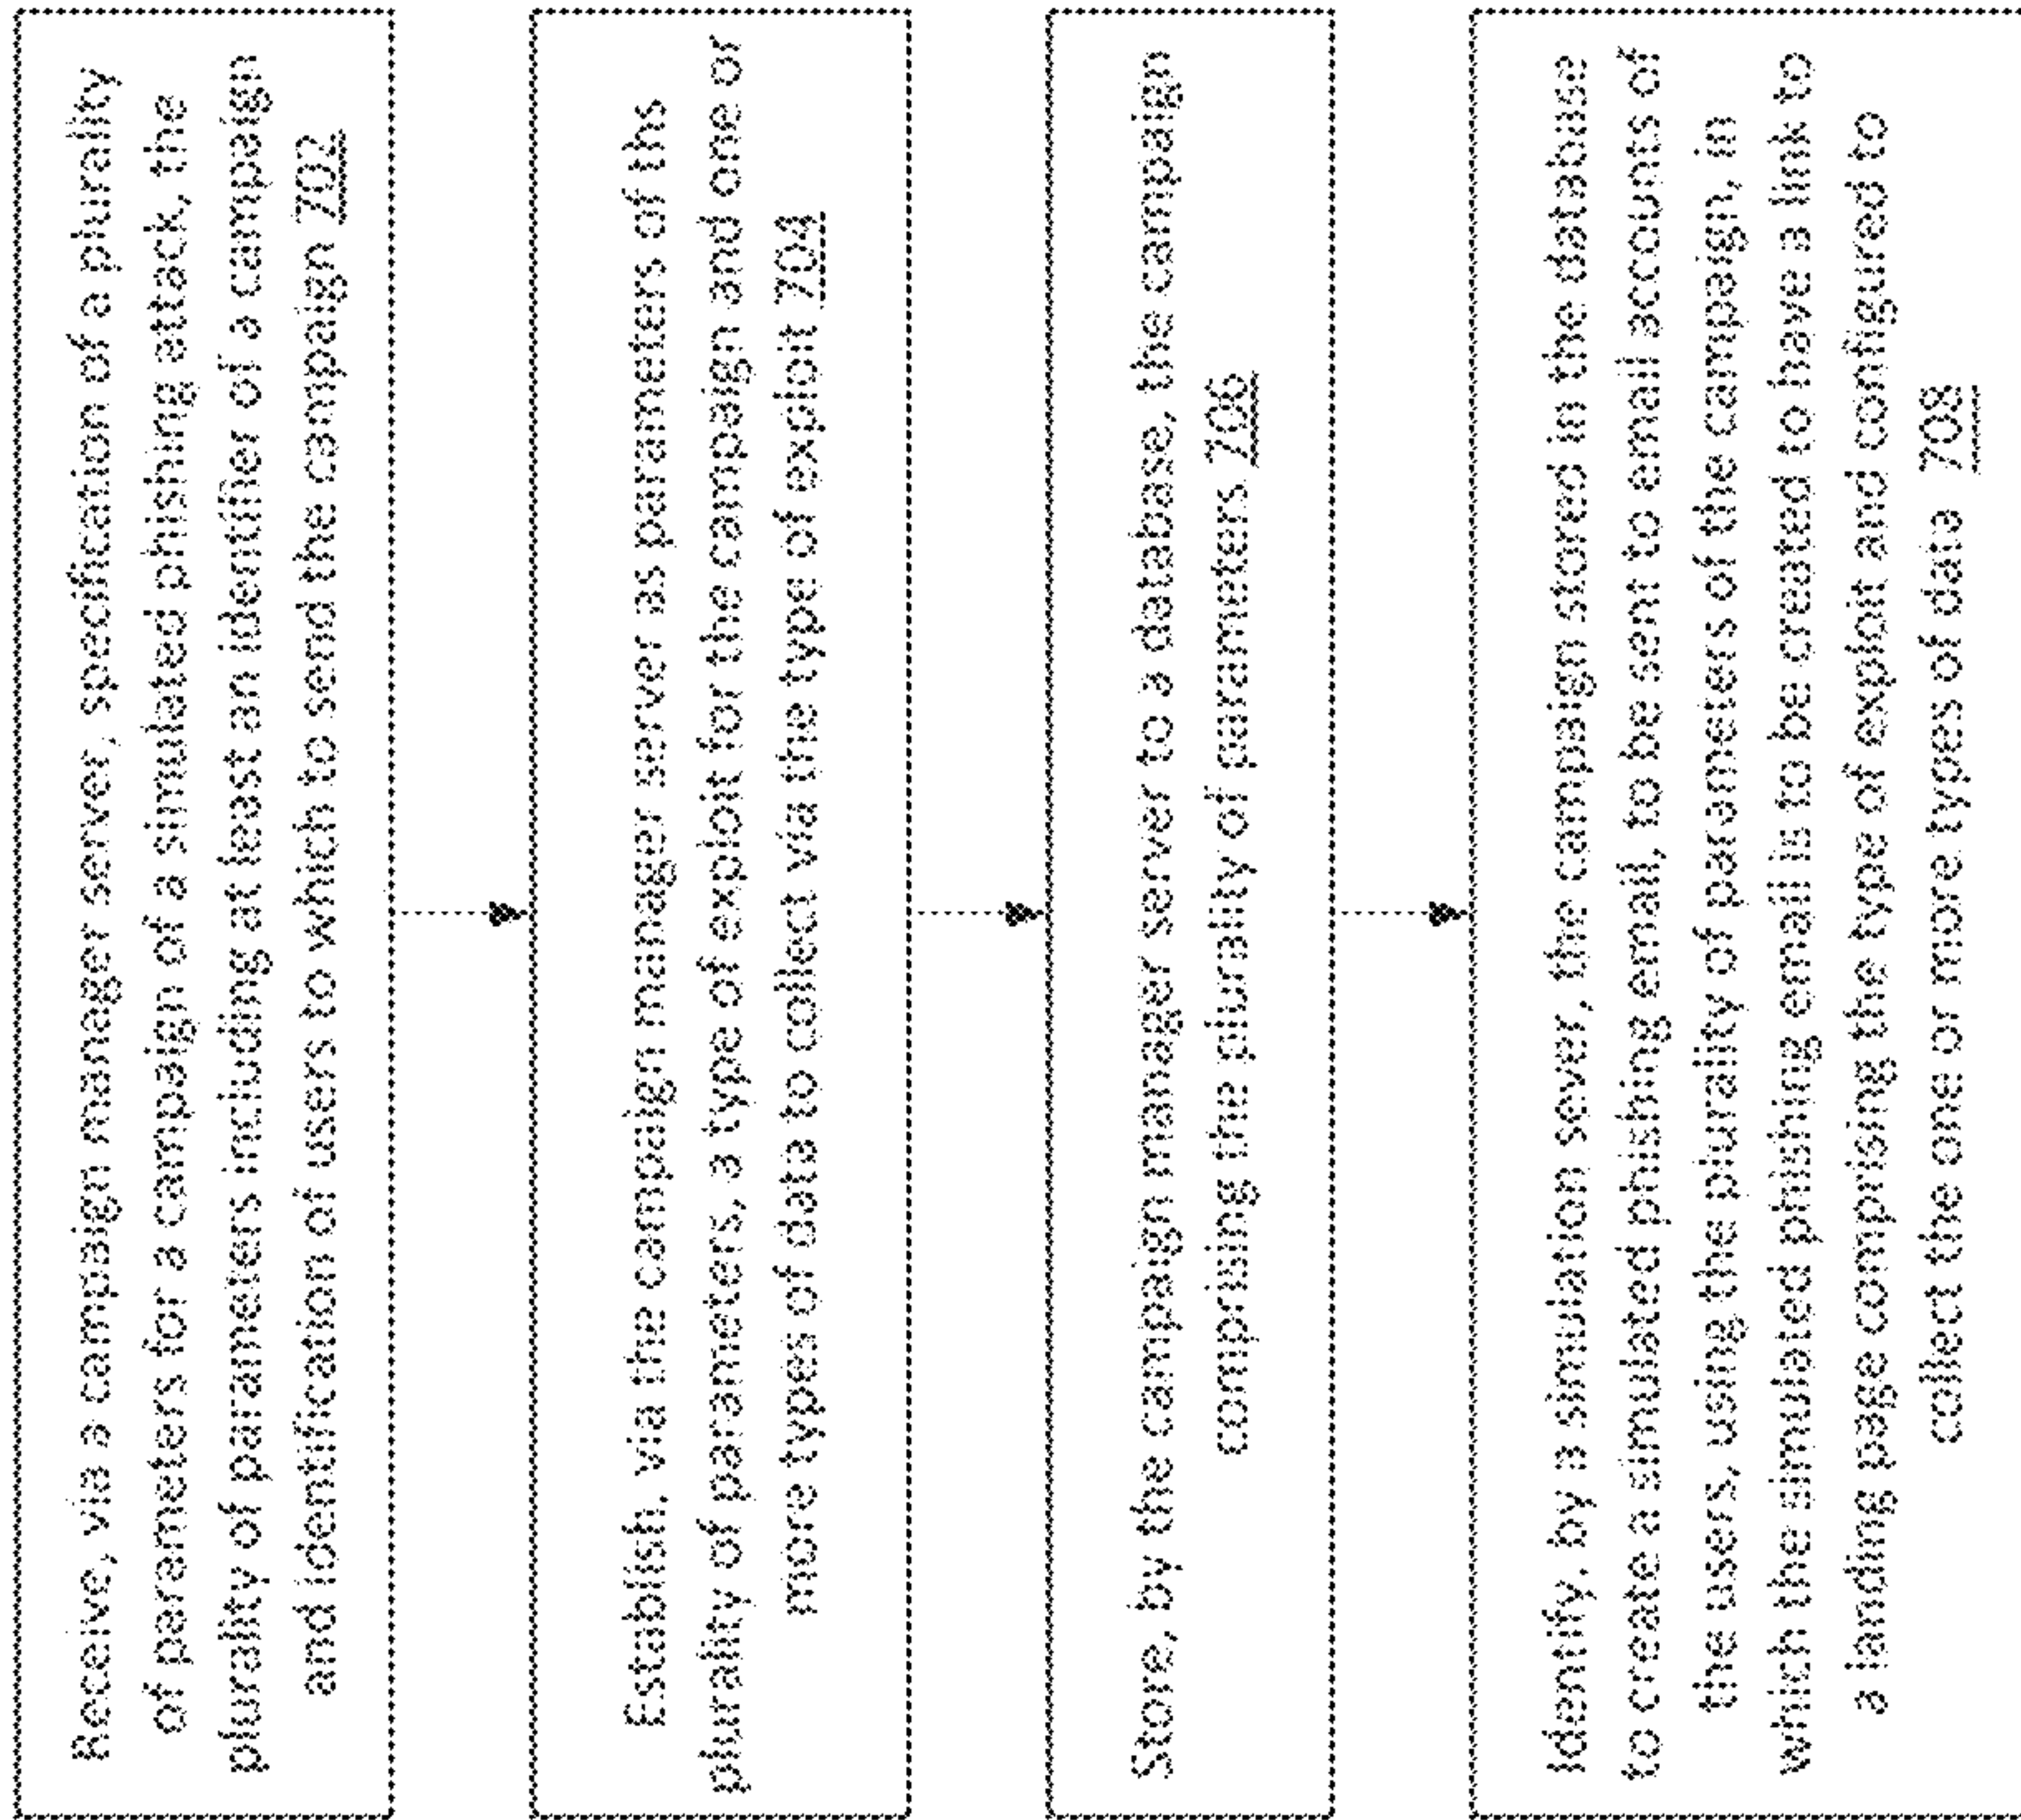 Receive, via a campaign manager server, specification of a plurality
of parameters for a campaign of a simulated phishing attack, the
plurality of parameters including at least an identifier of a campaign
and identification of users to which to send the campaign 702
Establish, via the campaign manager server as parameters of the
plurality of parameters, a type of exploit for the campaign and one or
more types of data to collect via the type of exploit 704
Store, by the campaign manager server to a database, the campaign
comprising the plurality of parameters. 706
Identify, by a simulation sever, the campaign stored in the database
to create a simulated phishing email, to be sent to email accounts of
the users, using the plurality of parameters of the campaign, in
which the simulated phishing email is to be created to have a link to
a landing page comprising the type of exploit and configured to
collect the one or more types of data 708